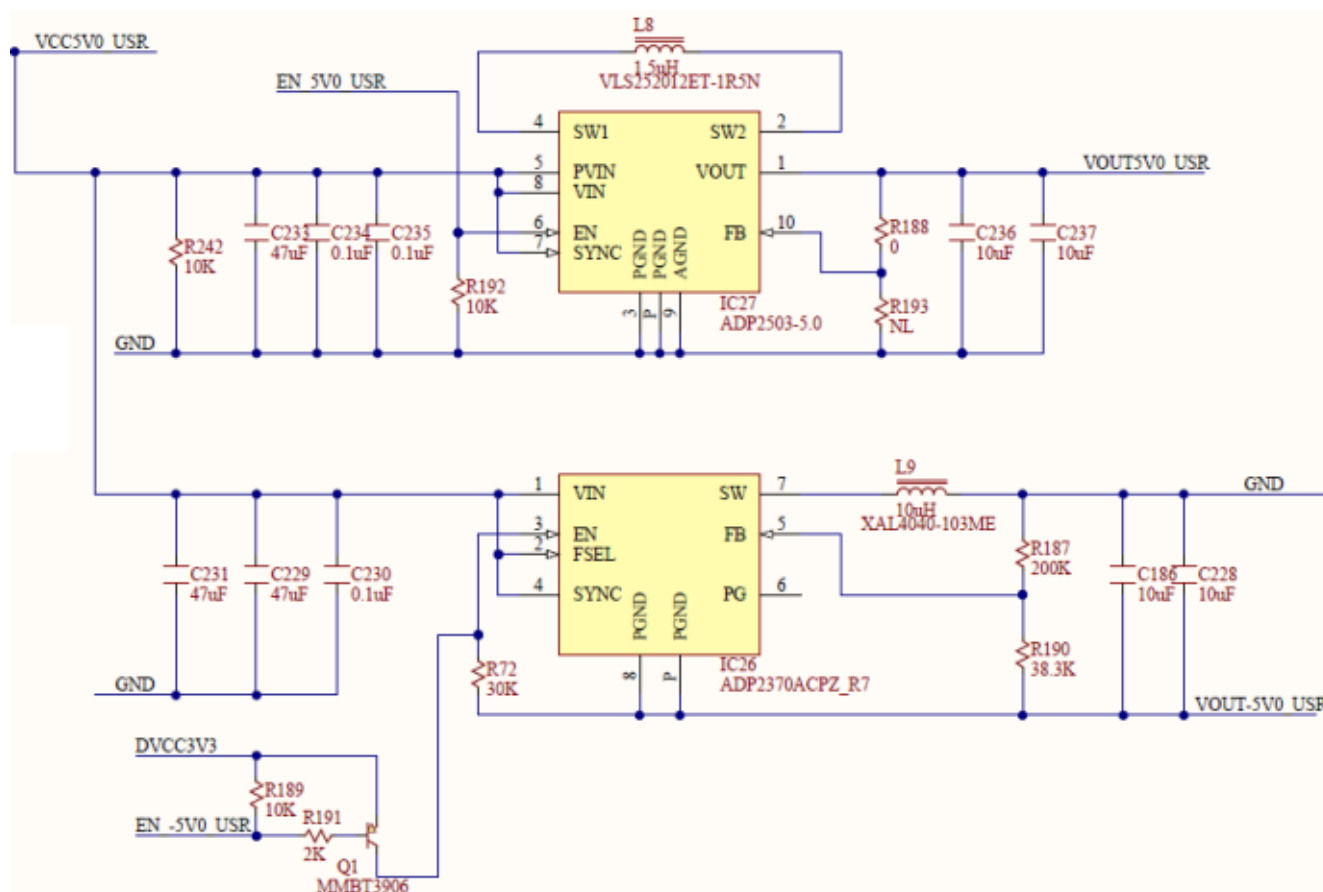 L8
VCC5V0_USR
1.5uH
EN_5V0_USR
VLS252012ET-1R5N
4 SW1 SW2 2
5 PVIN VOUT 1 VOUT5V0_USR
8 VIN
R242
10K
C233
47uF
C234
0.1uF
C235
0.1uF
6 EN FB 10
7 SYNC
PGND
PGND
AGND
R188
0
C236
10uF
C237
10uF
R192
10K
3 P 9
IC27
ADP2503-5.0
R193
NL
GND
L9
1 VIN SW 7 GND
10uH
XAL4040-103ME
3 EN FB 5
2 FSEL
R187
200K
C231
47uF
C229
47uF
C230
0.1uF
4 SYNC PG 6
PGND
PGND
C186
10uF
C228
10uF
R190
38.3K
R72
30K
8 P
IC26
ADP2370ACPZ_R7
GND
VOUT-5V0_USR
DVCC3V3
R189
10K
R191
2K
EN_-5V0_USR
Q1
MMBT3906